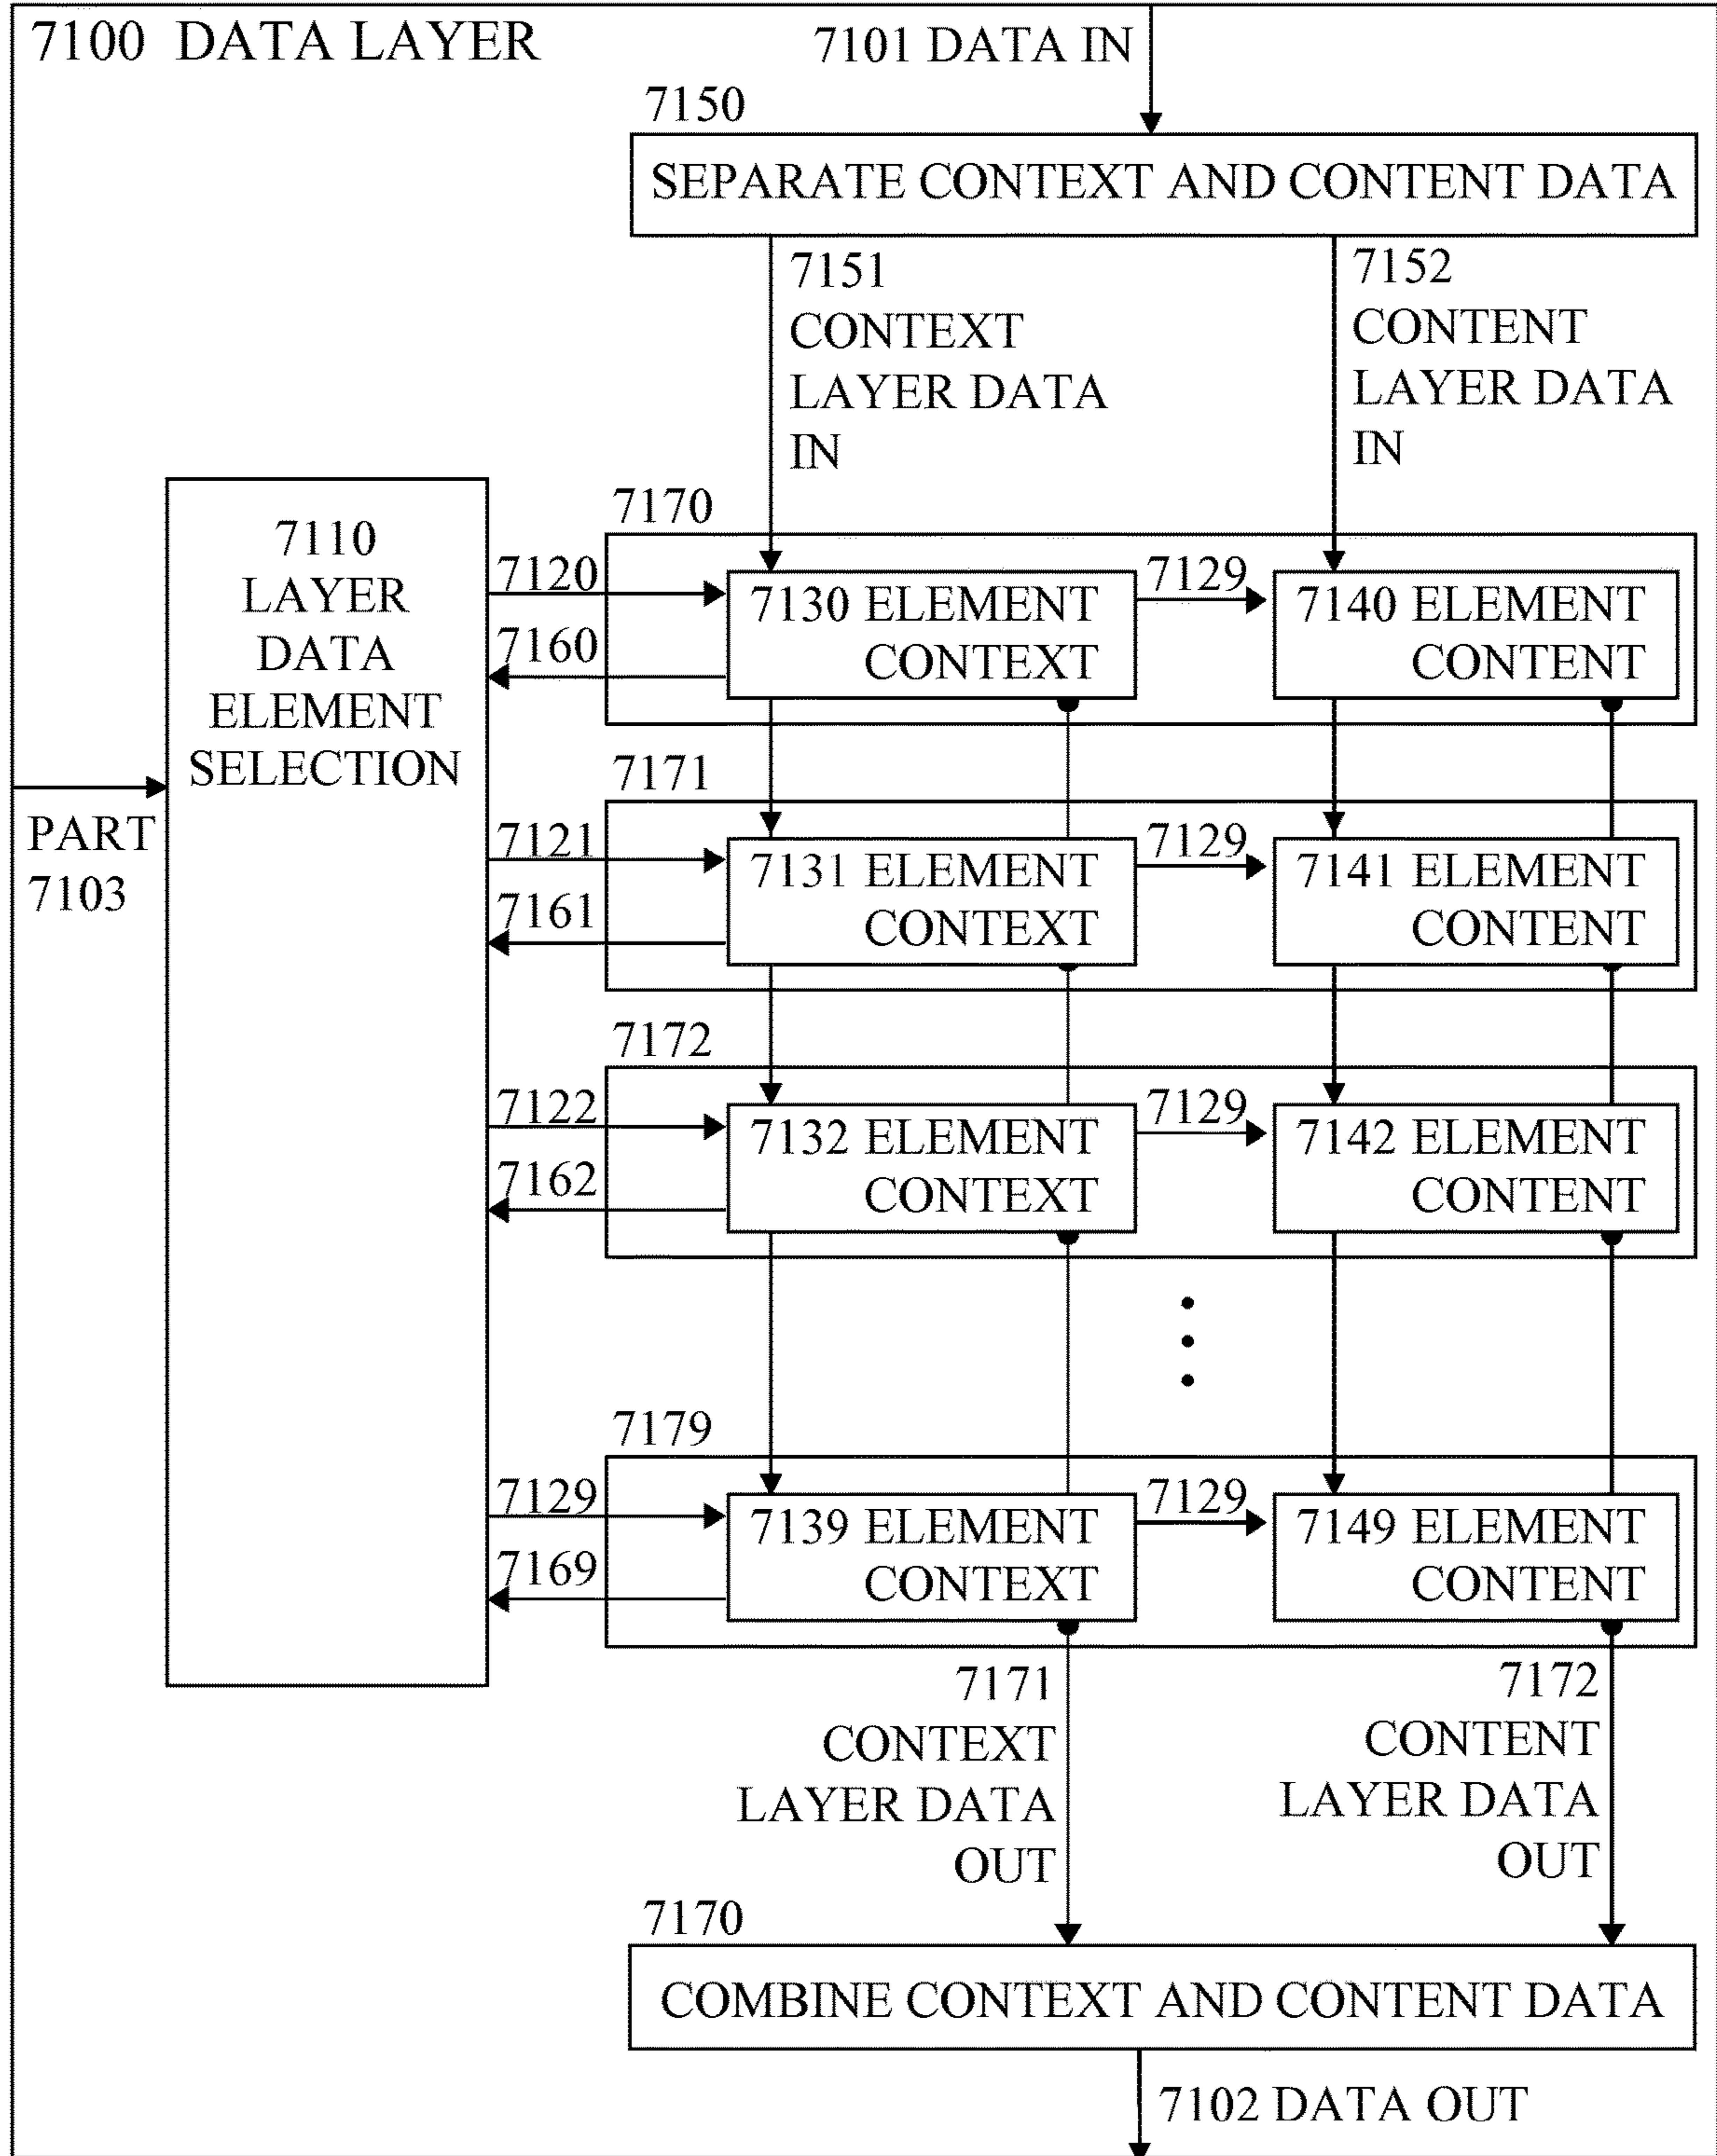 7100 DATA LAYER
7101 DATA IN
7150
SEPARATE CONTEXT AND CONTENT DATA
7151
CONTEXT
LAYER DATA
IN
7152
CONTENT
LAYER DATA
IN
7110
LAYER
DATA
ELEMENT
SELECTION
PART
7103
7170
7120
7160
7130 ELEMENT
CONTEXT
7129
7140 ELEMENT
CONTENT
7171
7121
7161
7131 ELEMENT
CONTEXT
7129
7141 ELEMENT
CONTENT
7172
7122
7162
7132 ELEMENT
CONTEXT
7129
7142 ELEMENT
CONTENT
7179
7129
7169
7139 ELEMENT
CONTEXT
7129
7149 ELEMENT
CONTENT
7171
CONTEXT
LAYER DATA
OUT
7172
CONTENT
LAYER DATA
OUT
7170
COMBINE CONTEXT AND CONTENT DATA
7102 DATA OUT